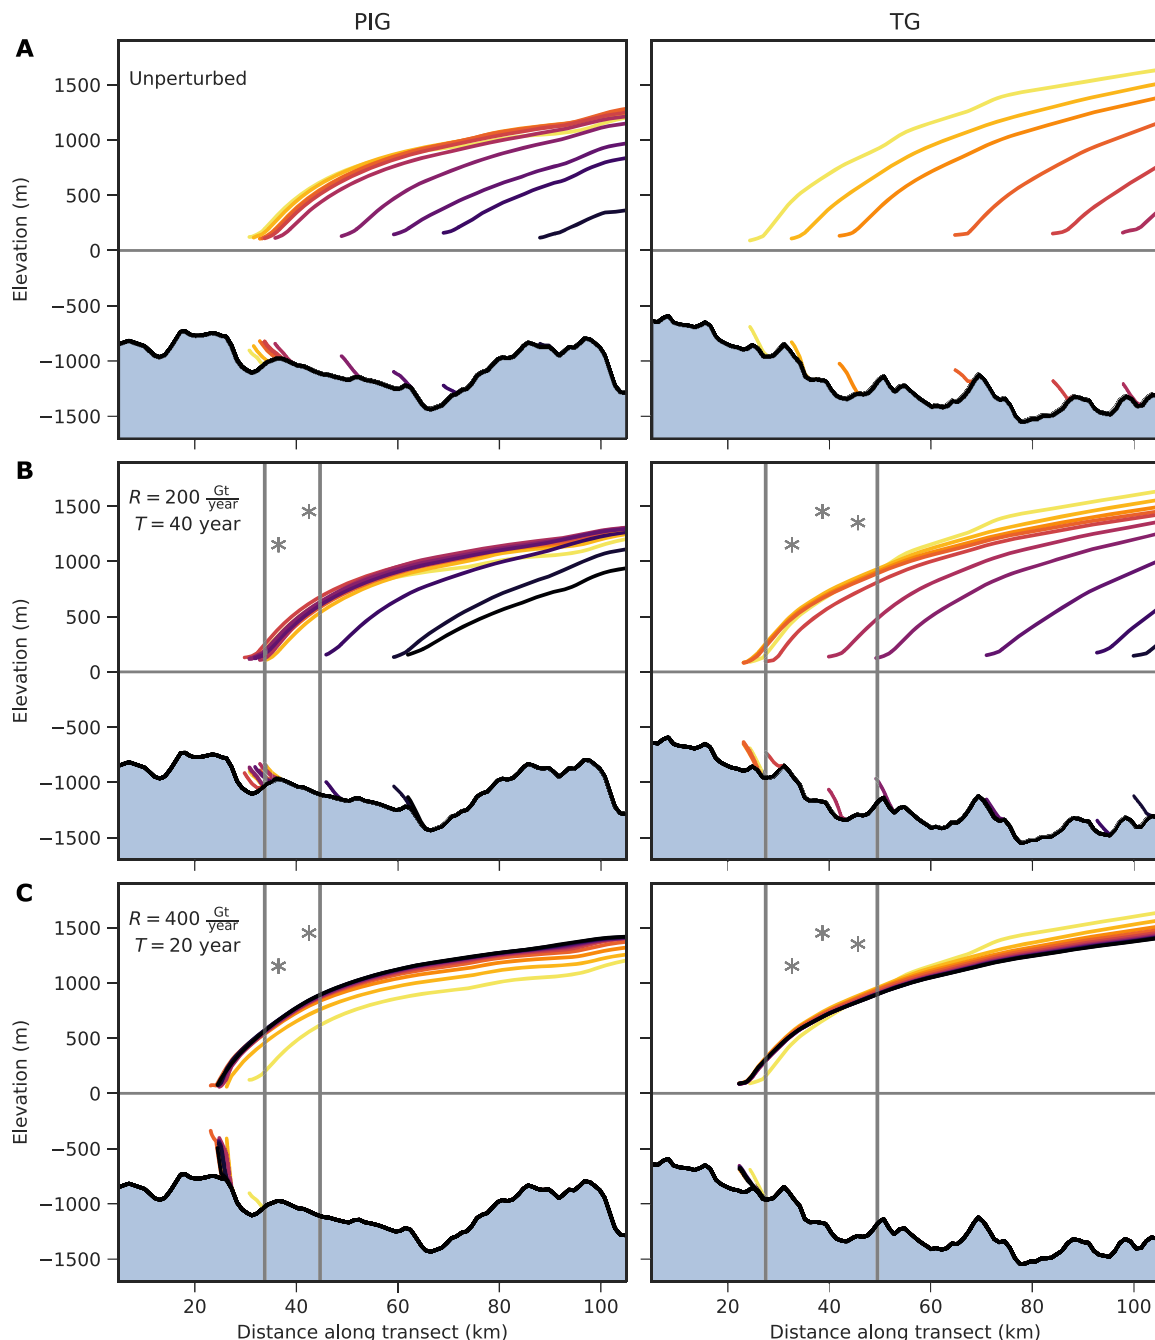 PIG TG
A
Unperturbed
1500
1000
500
0
−500
−1000
−1500
Elevation (m)
B
R = 200 Gt/year
T = 40 year
* *
* * *
1500
1000
500
0
−500
−1000
−1500
Elevation (m)
C
R = 400 Gt/year
T = 20 year
* *
* * *
1500
1000
500
0
−500
−1000
−1500
Elevation (m)
20 40 60 80 100 20 40 60 80 100
Distance along transect (km) Distance along transect (km)